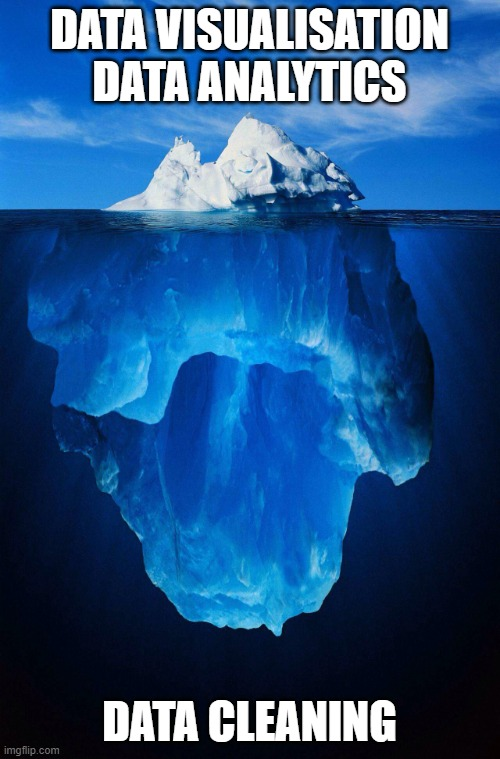 DATA VISUALISATION
DATA ANALYTICS
DATA CLEANING
imgflip.com